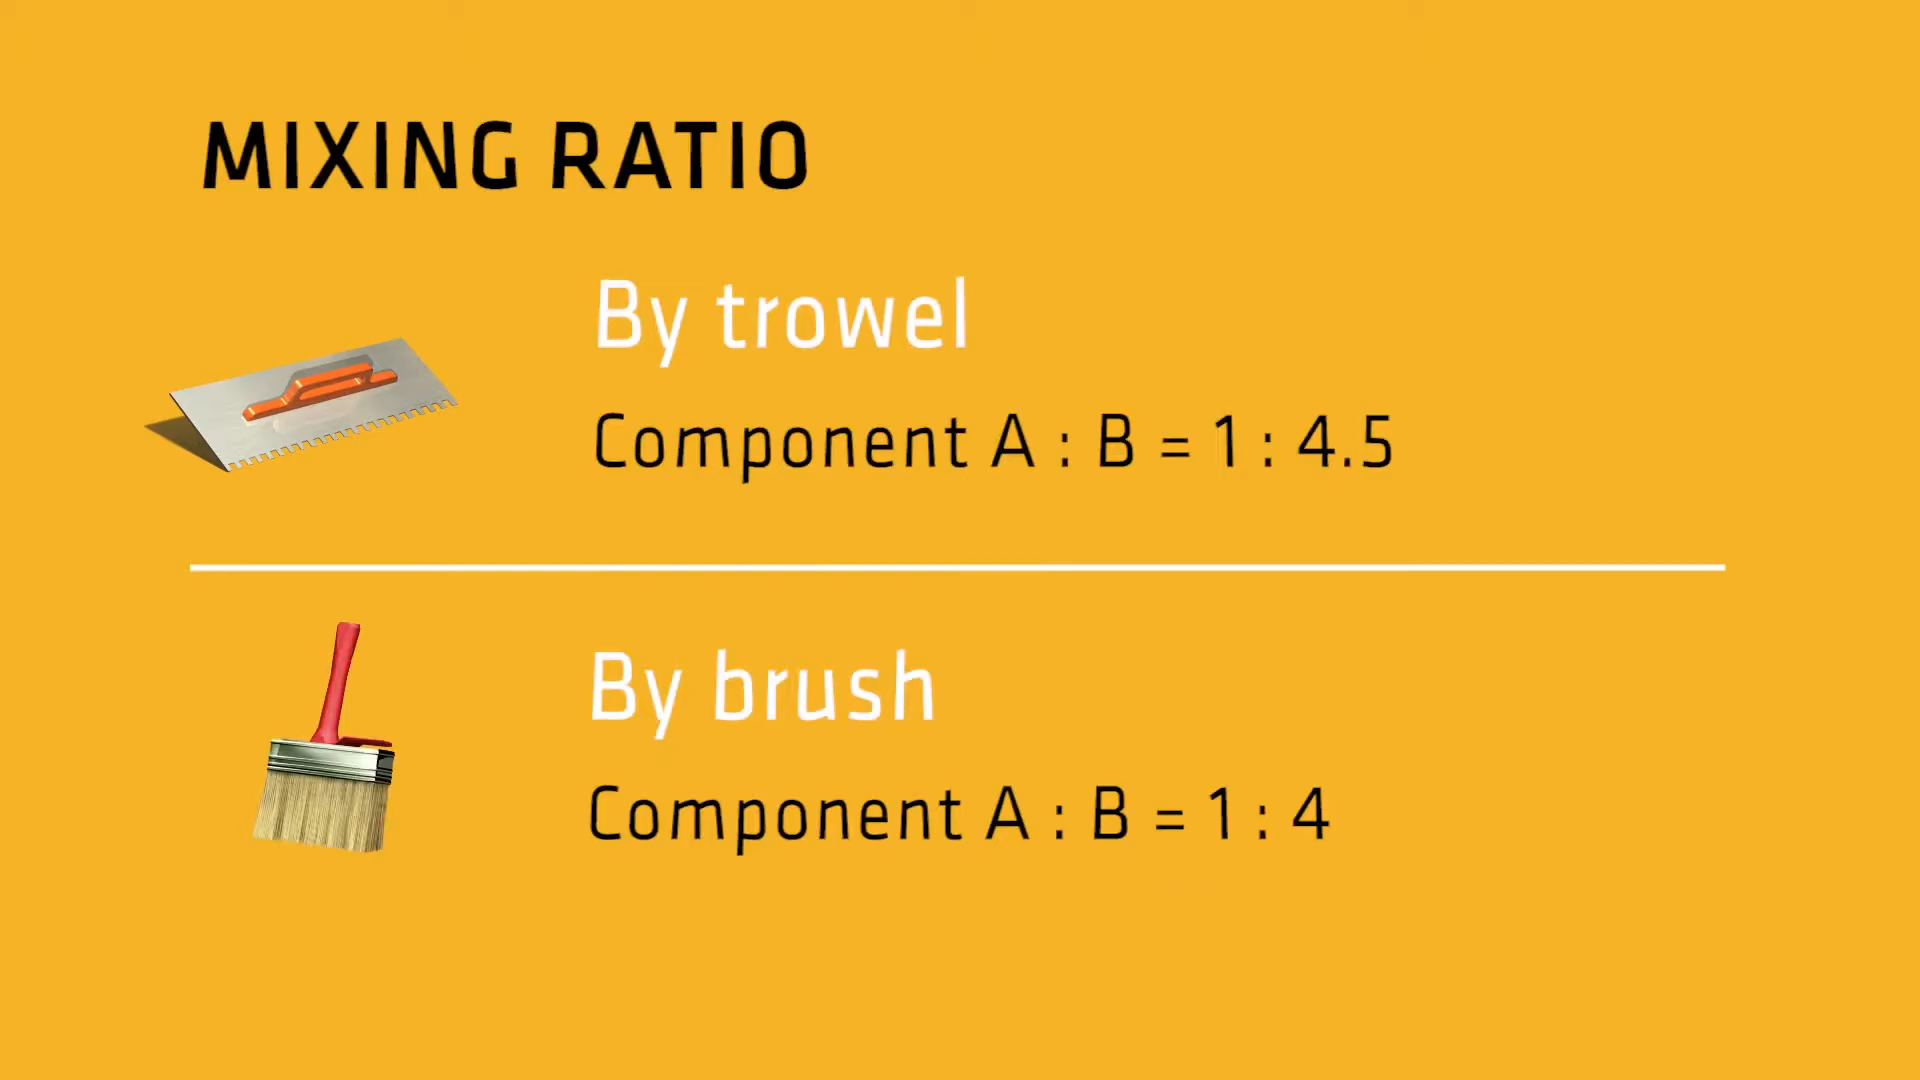 MIXING RATIO
By trowel
Component A : B = 1 : 4.5
By brush
Component A : B = 1 : 4